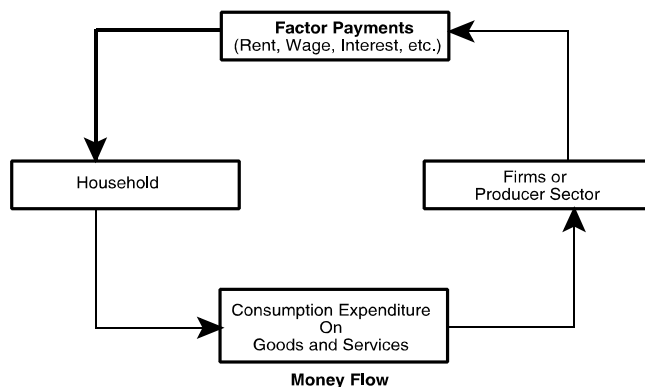 Factor Payments
(Rent, Wage, Interest, etc.)
Household
Firms or
Producer Sector
Consumption Expenditure
On
Goods and Services
Money Flow